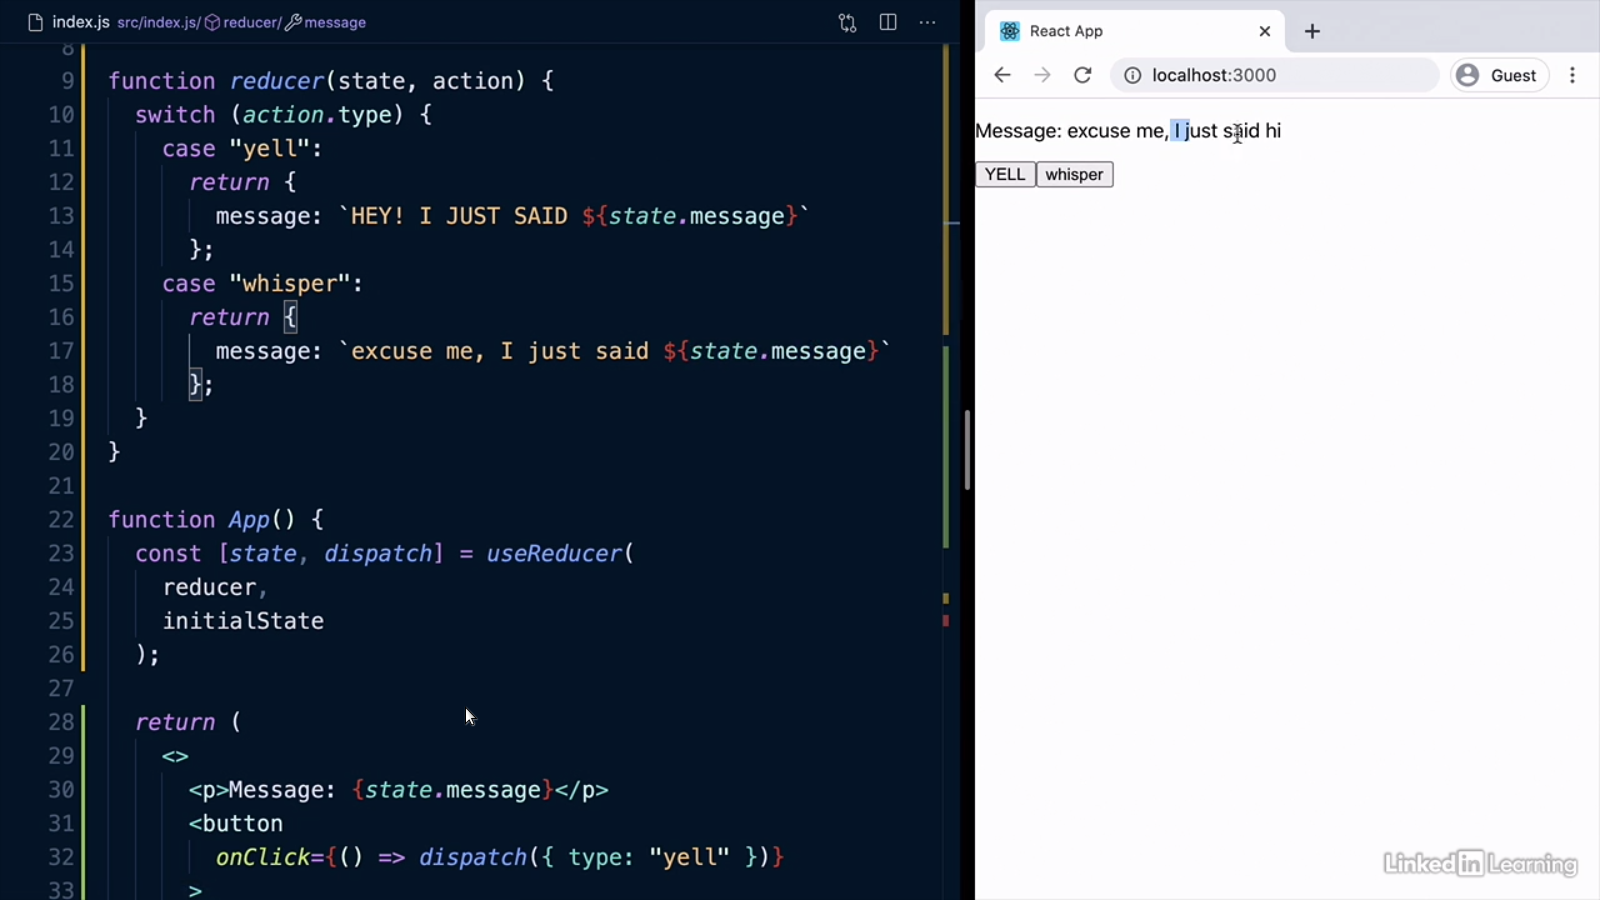 index.js src/index.js/ reducer/ message
8
9 function reducer(state, action) {
10 switch (action.type) {
11 case "yell":
12 return {
13 message: `HEY! I JUST SAID ${state.message}`
14 };
15 case "whisper":
16 return {
17 message: `excuse me, I just said ${state.message}`
18 };
19 }
20 }
21
22 function App() {
23 const [state, dispatch] = useReducer(
24 reducer,
25 initialState
26 );
27
28 return (
29 <>
30 <p>Message: {state.message}</p>
31 <button
32 onClick={() => dispatch({ type: "yell" })}
33 >
React App
localhost:3000
Guest
Message: excuse me, I just said hi
YELL whisper
LinkedIn Learning